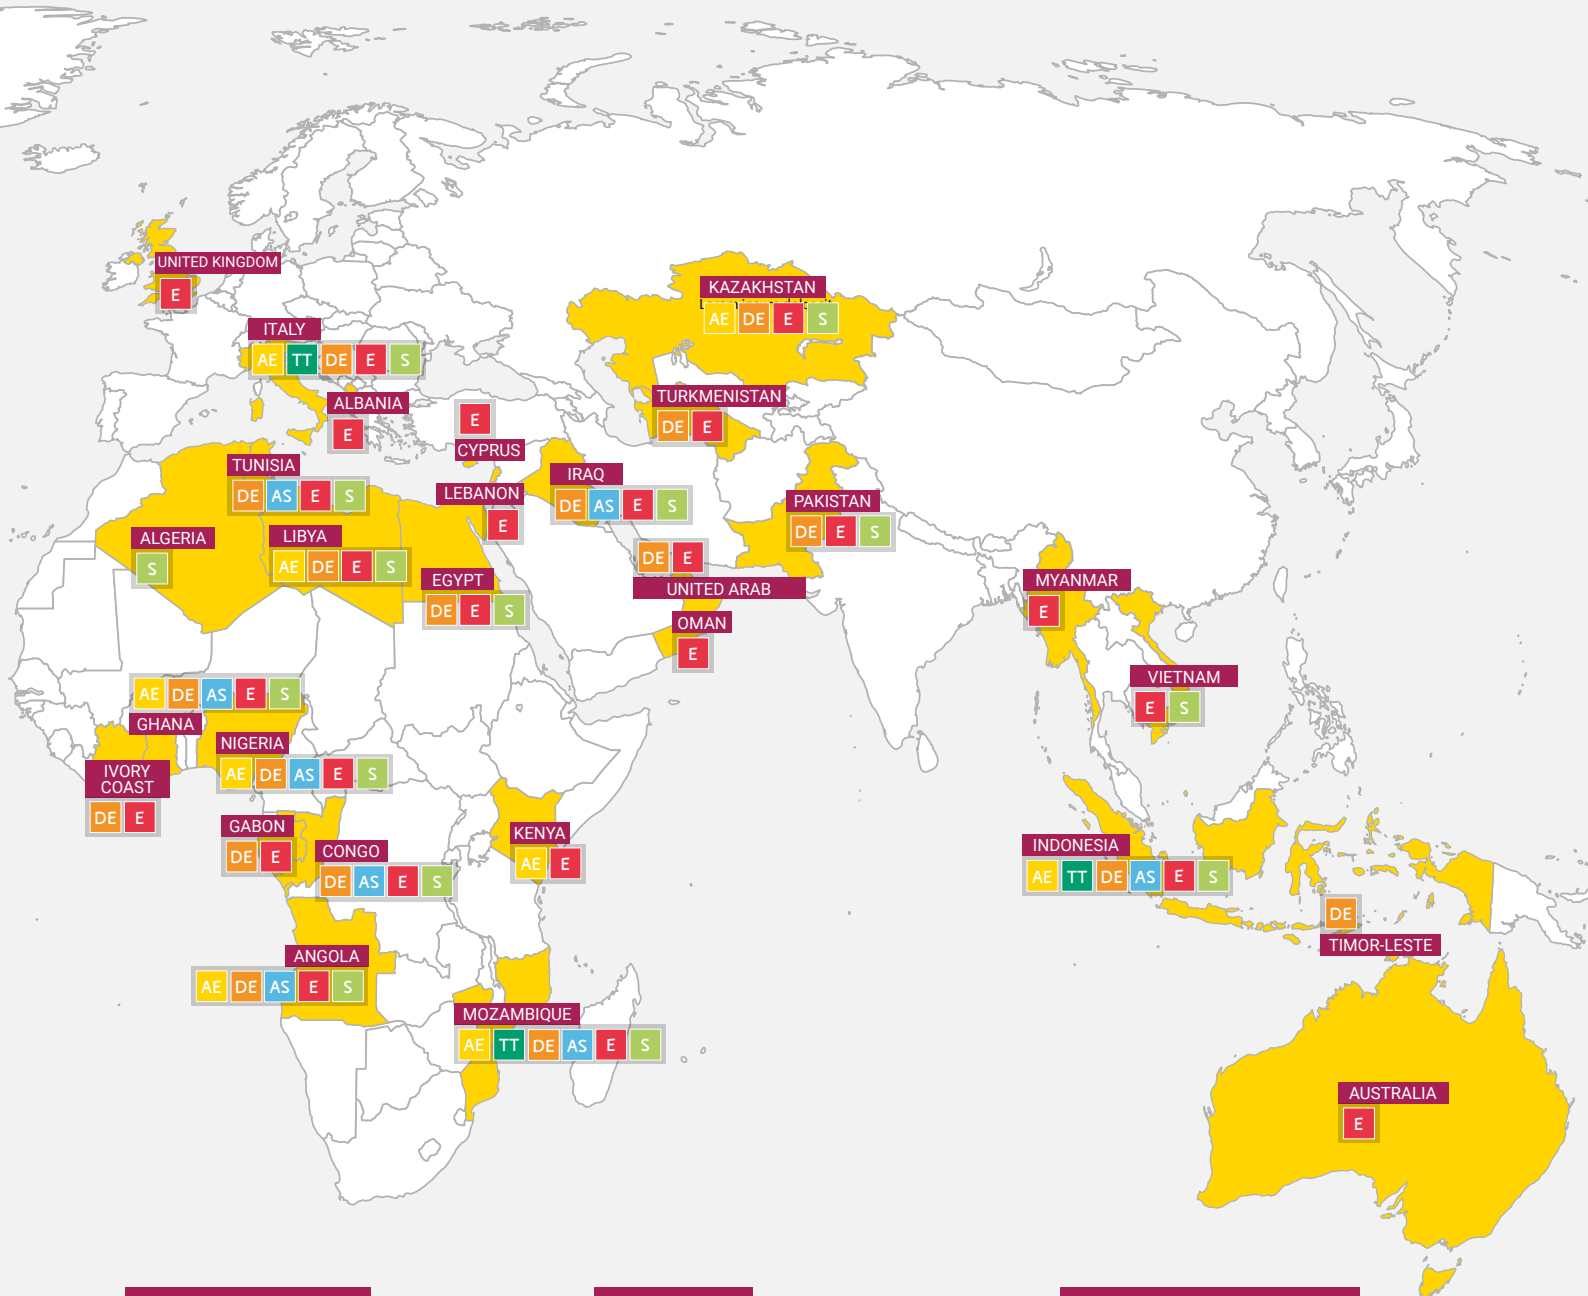 UNITED KINGDOM
E
KAZAKHSTAN
AE DE E S
ITALY
AE TT DE E S
ALBANIA
E
TURKMENISTAN
DE E
E
CYPRUS
TUNISIA
DE AS E S
IRAQ
DE AS E S
LEBANON
E
PAKISTAN
DE E S
ALGERIA
S
LIBYA
AE DE E S
DE E
UNITED ARAB
EGYPT
DE E S
MYANMAR
E
OMAN
E
VIETNAM
E S
AE DE AS E S
GHANA
NIGERIA
AE DE AS E S
IVORY
COAST
DE E
GABON
DE E
CONGO
DE AS E S
KENYA
AE E
INDONESIA
AE TT DE AS E S
DE
TIMOR-LESTE
ANGOLA
AE DE AS E S
MOZAMBIQUE
AE TT DE AS E S
AUSTRALIA
E